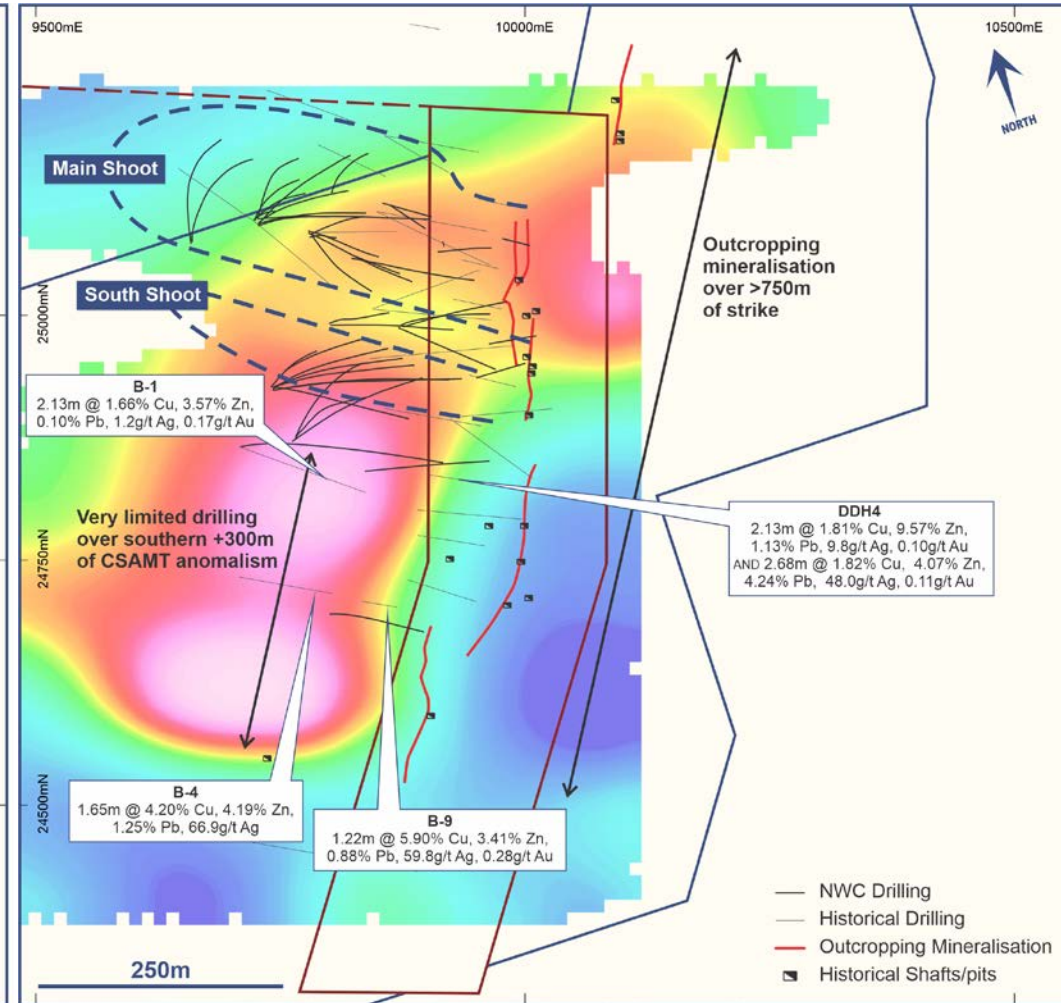 9500mE
10000mE
10500mE
NORTH
Main Shoot
South Shoot
25000mN
24750mN
24500mN
Outcropping
mineralisation
over >750m
of strike
B-1
2.13m @ 1.66% Cu, 3.57% Zn,
0.10% Pb, 1.2g/t Ag, 0.17g/t Au
Very limited drilling
over southern +300m
of CSAMT anomalism
DDH4
2.13m @ 1.81% Cu, 9.57% Zn,
1.13% Pb, 9.8g/t Ag, 0.10g/t Au
AND 2.68m @ 1.82% Cu, 4.07% Zn,
4.24% Pb, 48.0g/t Ag, 0.11g/t Au
B-4
1.65m @ 4.20% Cu, 4.19% Zn,
1.25% Pb, 66.9g/t Ag
B-9
1.22m @ 5.90% Cu, 3.41% Zn,
0.88% Pb, 59.8g/t Ag, 0.28g/t Au
250m
NWC Drilling
Historical Drilling
Outcropping Mineralisation
Historical Shafts/pits